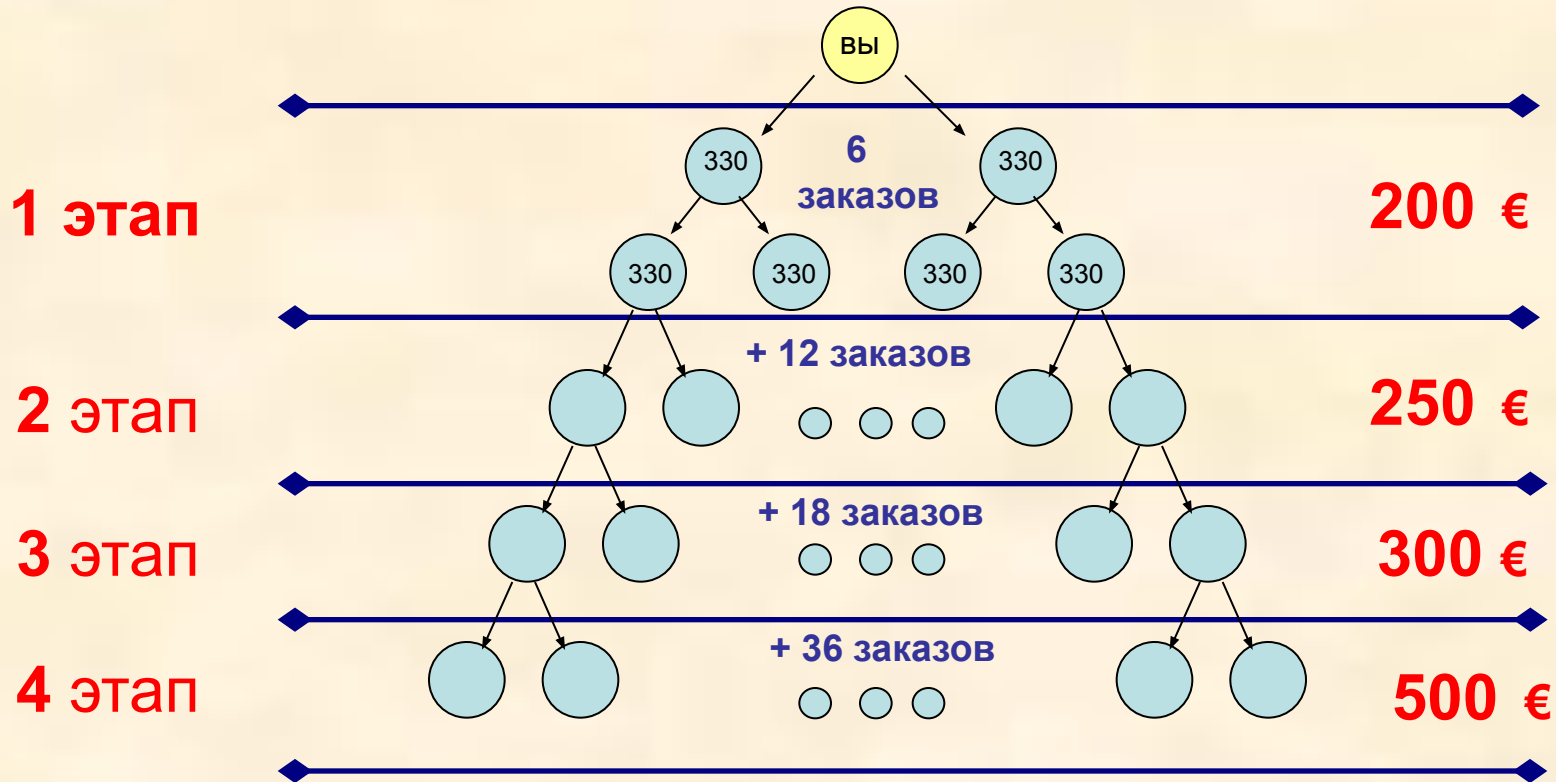 ВЫ
330
6
330
заказов
1 этап
200 €
330
330
330
330
+ 12 заказов
2 этап
250 €
+ 18 заказов
3 этап
300 €
+ 36 заказов
4 этап
500 €